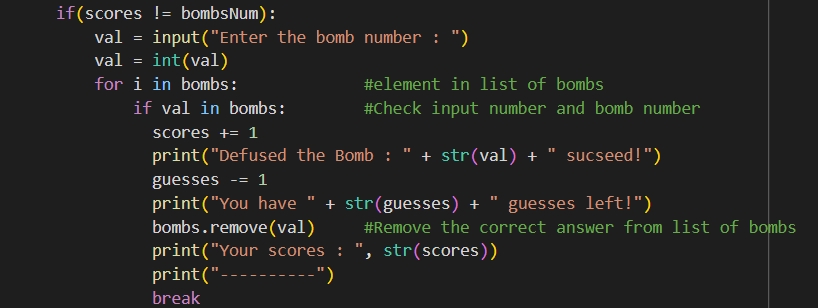 if(scores != bombsNum):
val = input("Enter the bomb number : ")
val = int(val)
for i in bombs: #element in list of bombs
if val in bombs: #Check input number and bomb number
scores += 1
print("Defused the Bomb : " + str(val) + " sucseed!")
guesses -= 1
print("You have " + str(guesses) + " guesses left!")
bombs.remove(val) #Remove the correct answer from list of bombs
print("Your scores : ", str(scores))
print("----------")
break